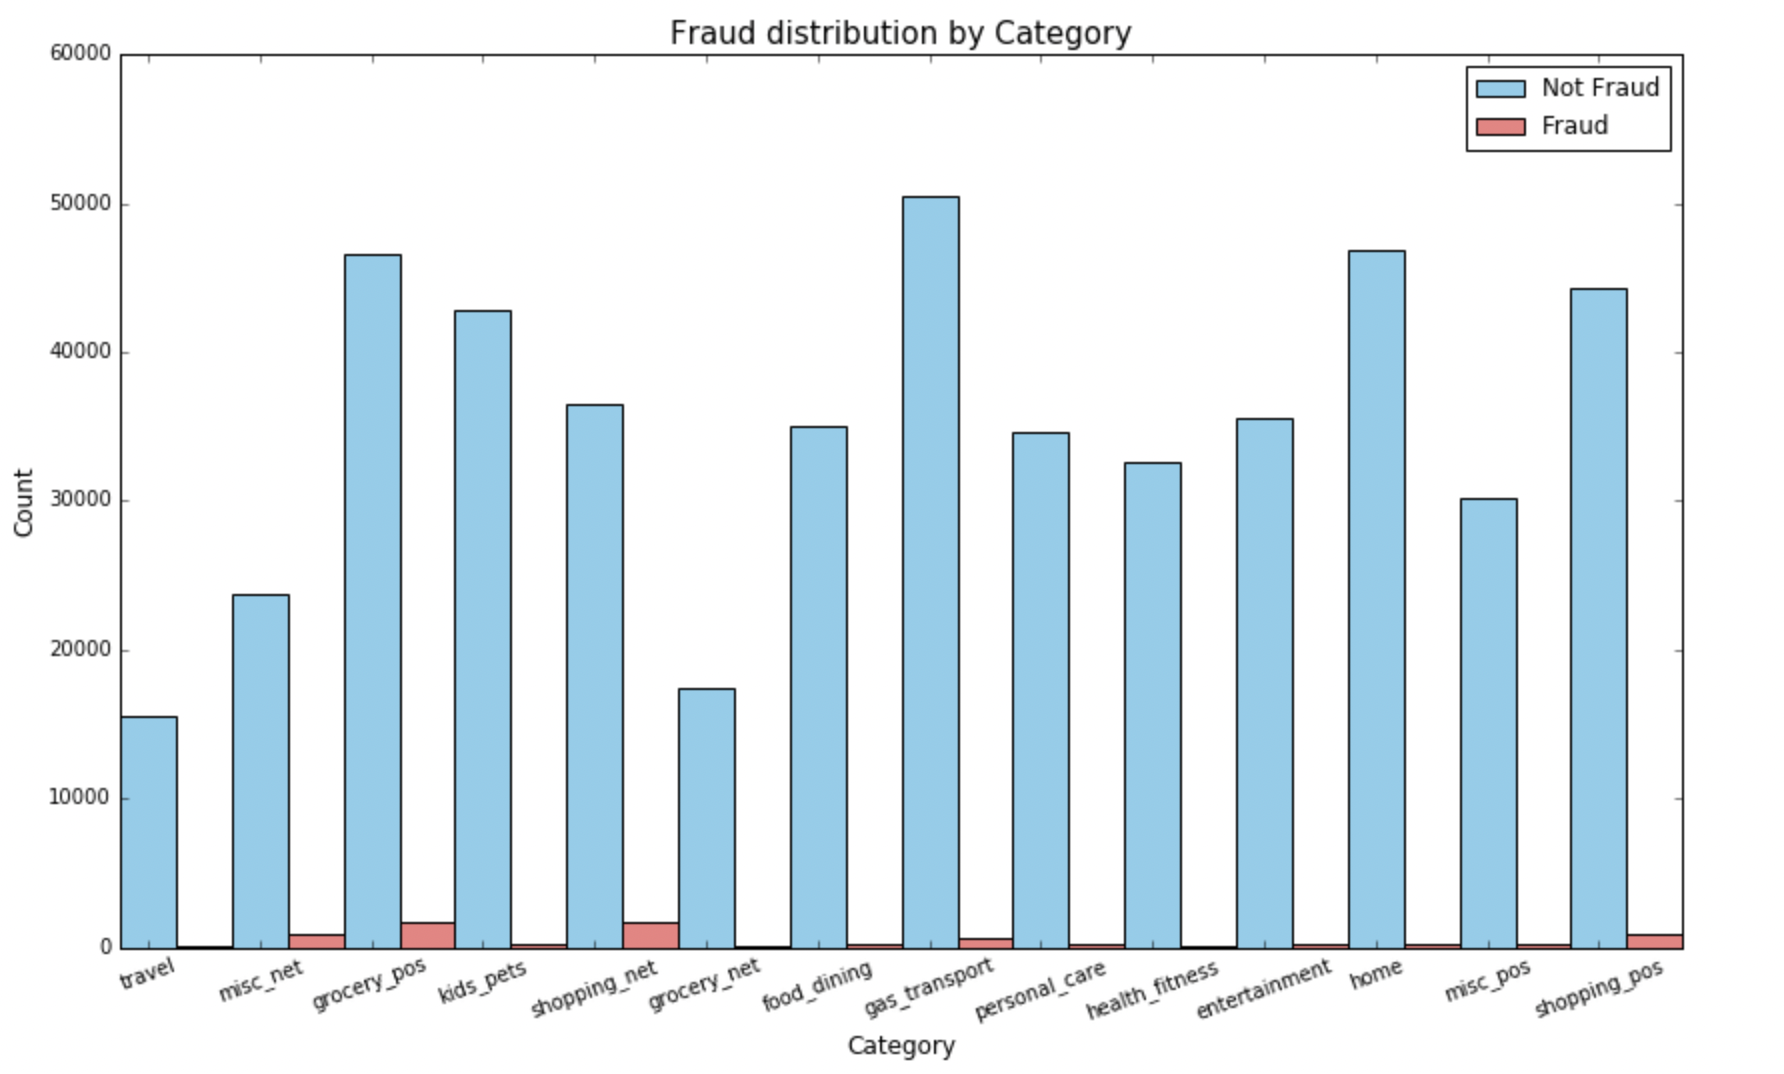 Fraud distribution by Category
60000
50000
40000
30000
20000
10000
0
Count
Not Fraud
Fraud
travel
misc_net
grocery_pos
kids_pets
shopping_net
grocery_net
food_dining
gas_transport
personal_care
health_fitness
entertainment
home
misc_pos
shopping_pos
Category